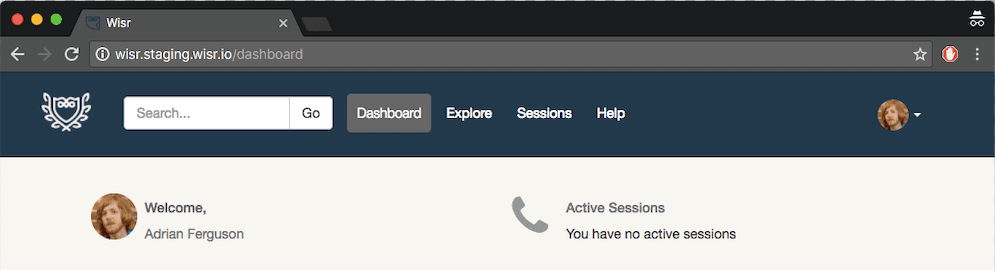 Wisr
wisr.staging.wisr.io/dashboard
Search... Go Dashboard Explore Sessions Help
Welcome,
Adrian Ferguson
Active Sessions
You have no active sessions